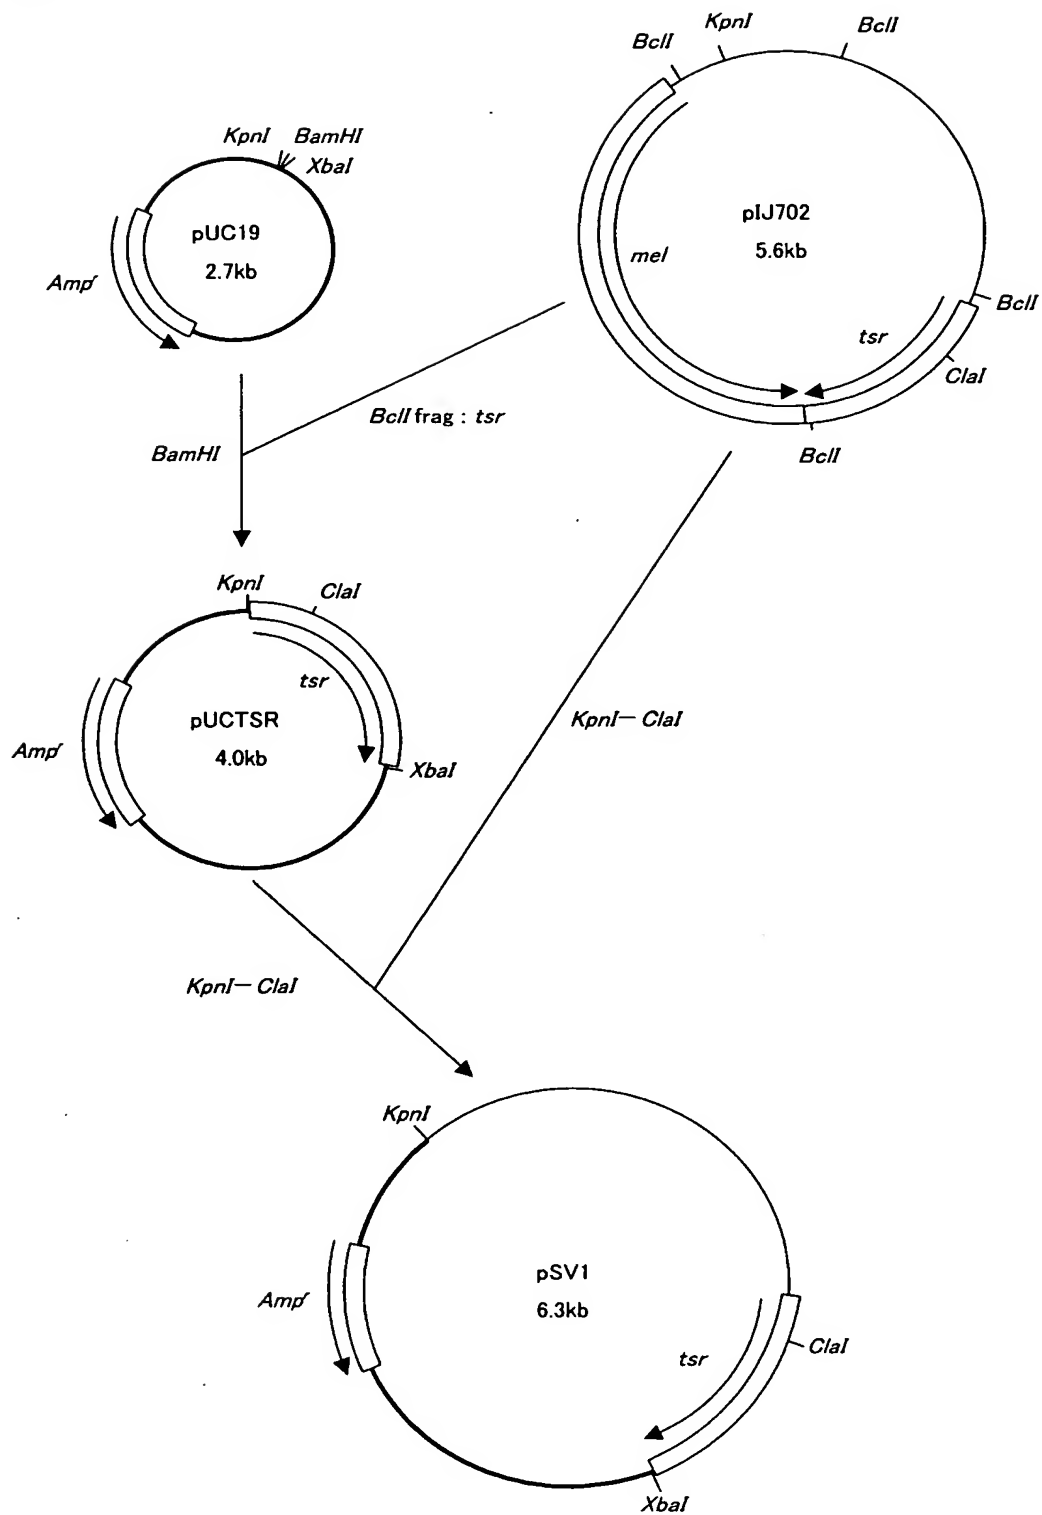 KpnI BamHI
XbaI
pUC19
2.7kb
Ampr
BclI
KpnI
BclI
pIJ702
5.6kb
mel
BclI
tsr
ClaI
BclI
BclI frag : tsr
BamHI
KpnI
ClaI
tsr
pUCTSR
4.0kb
Ampr
XbaI
KpnI－ ClaI
KpnI－ ClaI
KpnI
pSV1
6.3kb
Ampr
tsr
ClaI
XbaI